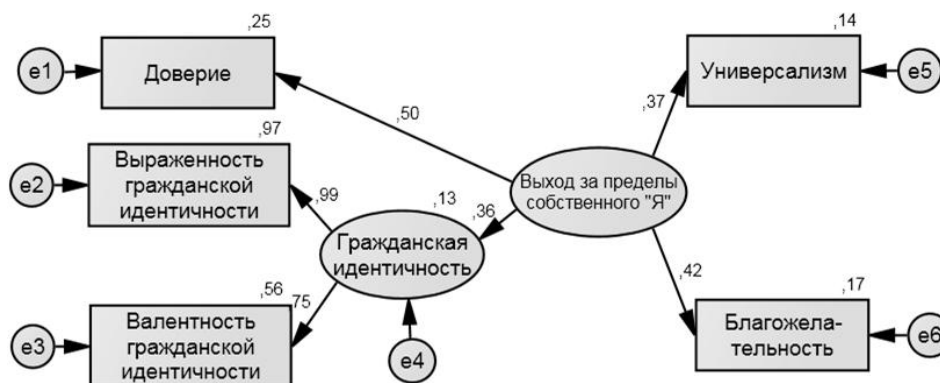 ,25
,14
e1
Доверие
Универсализм
e5
,37
,50
,97
e2
Выраженность
гражданской
идентичности
,99
,13
,36
Выход за пределы
собственного "Я"
Гражданская
идентичность
,42
,56
,75
,17
e3
Валентность
гражданской
идентичности
e4
Благожела-
тельность
e6